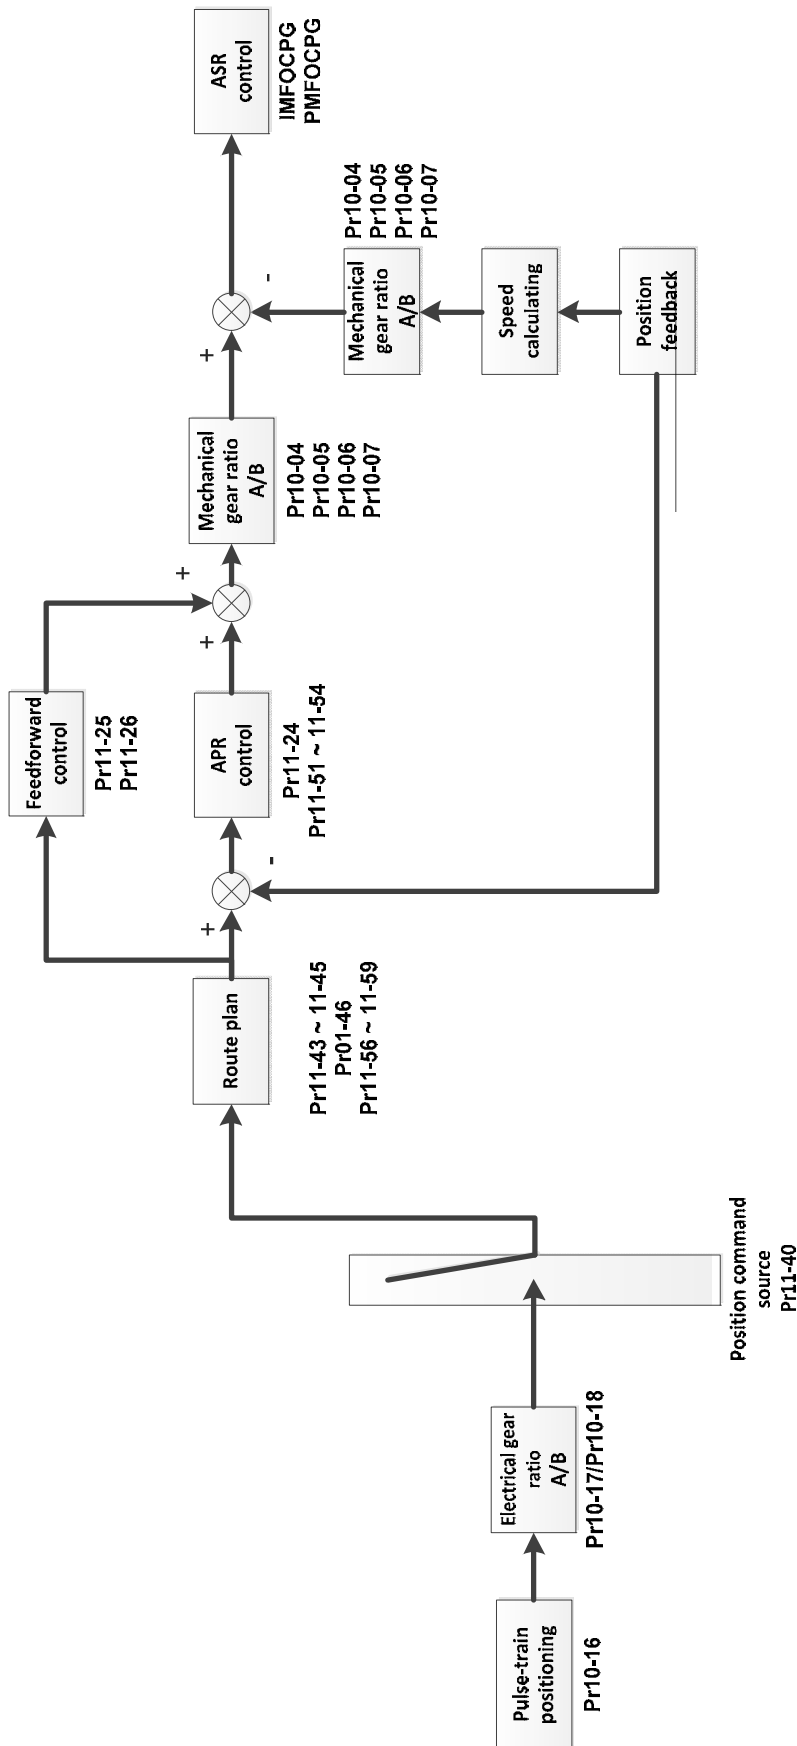 Pulse-train
positioning
Pr10-16
Electrical gear
ratio
A/B
Pr10-17/Pr10-18
Position command
source
Pr11-40
Route plan
Pr11-43 ~ 11-45
Pr01-46
Pr11-56 ~ 11-59
+
-
Feedforward
control
Pr11-25
Pr11-26
APR
control
Pr11-24
Pr11-51 ~ 11-54
+
+
Mechanical
gear ratio
A/B
Pr10-04
Pr10-05
Pr10-06
Pr10-07
+
-
Mechanical
gear ratio
A/B
Pr10-04
Pr10-05
Pr10-06
Pr10-07
Speed
calculating
Position
feedback
ASR
control
IMFOCPG
PMFOCPG